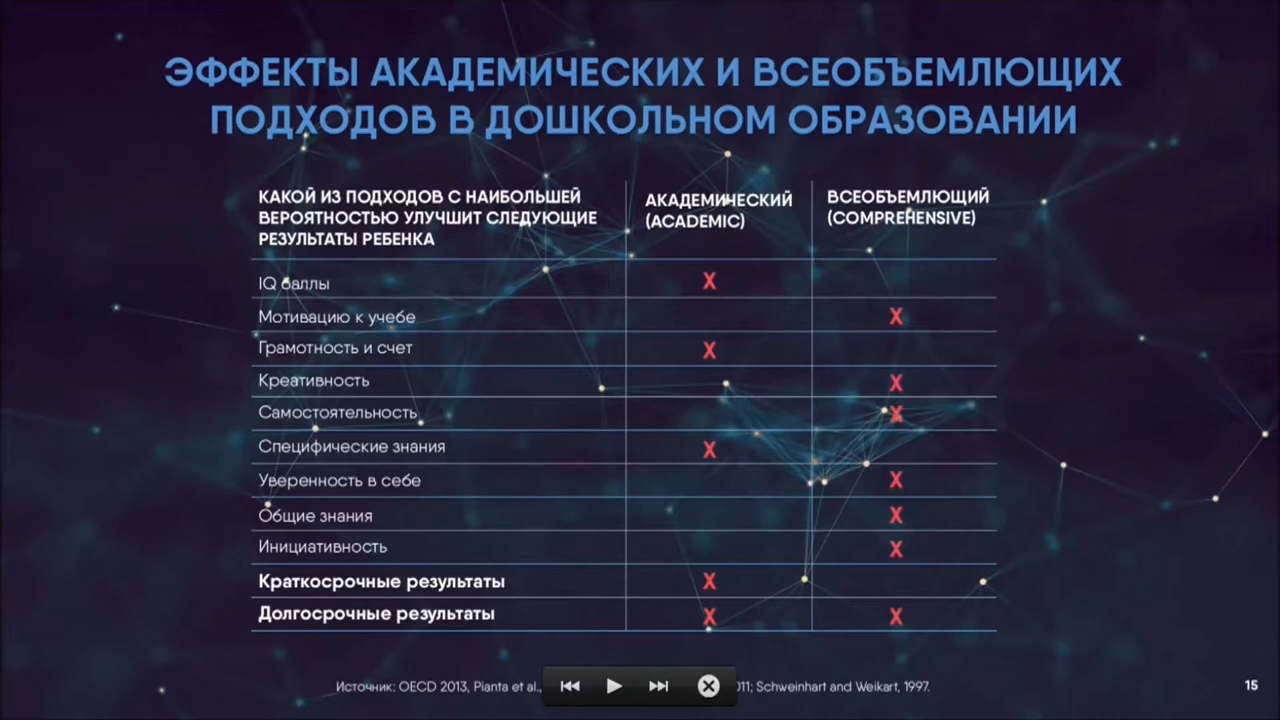 ЭФФЕКТЫ АКАДЕМИЧЕСКИХ И ВСЕОБЪЕМЛЮЩИХ
ПОДХОДОВ В ДОШКОЛЬНОМ ОБРАЗОВАНИИ
КАКОЙ ИЗ ПОДХОДОВ С НАИБОЛЬШЕЙ
ВЕРОЯТНОСТЬЮ УЛУЧШИТ СЛЕДУЮЩИЕ
РЕЗУЛЬТАТЫ РЕБЕНКА
АКАДЕМИЧЕСКИЙ
(ACADEMIC)
ВСЕОБЪЕМЛЮЩИЙ
(COMPREHENSIVE)
IQ баллы X
Мотивацию к учебе X
Грамотность и счет X
Креативность X
Самостоятельность X
Специфические знания X
Уверенность в себе X
Общие знания X
Инициативность X
Краткосрочные результаты X
Долгосрочные результаты X X
Источник: OECD 2013, Pianta et al., Schweinhart and Weikart, 1997.
15